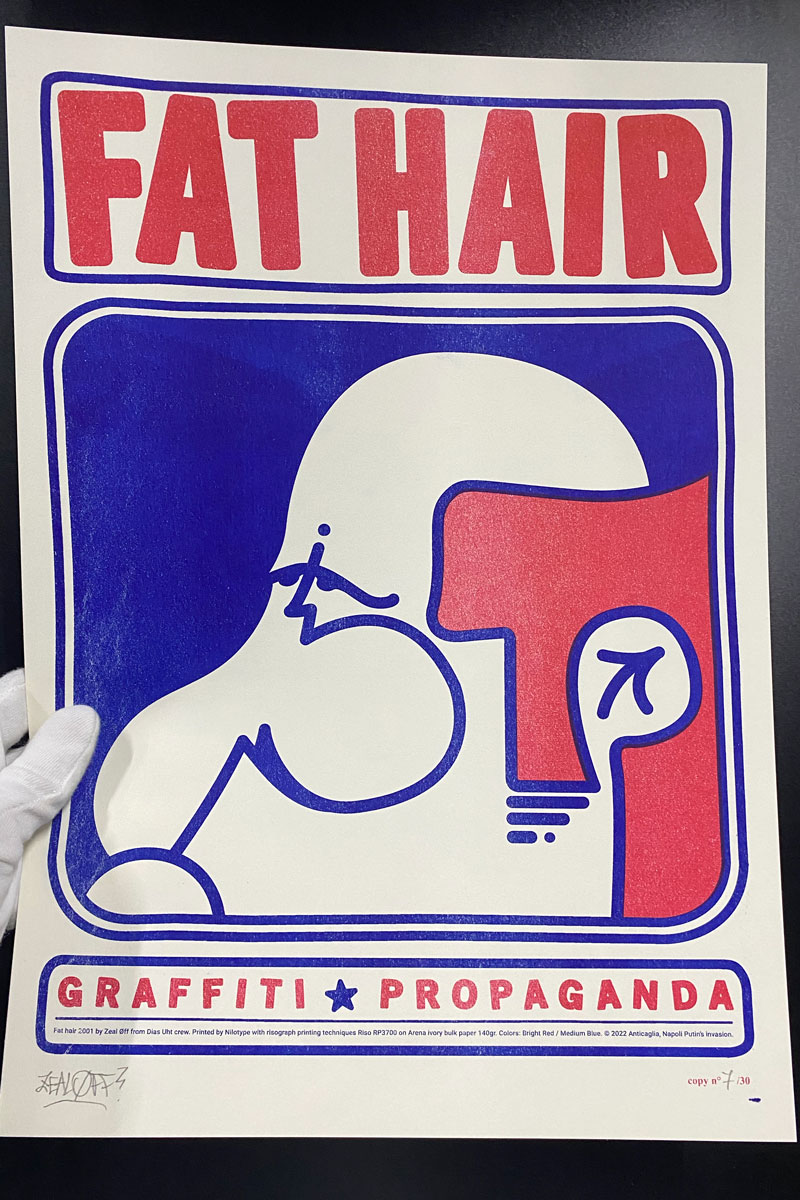 FAT HAIR
GRAFFITI ★ PROPAGANDA
Fat hair 2001 by Zeal Øff from Dias Uht crew. Printed by Nilotype with risograph printing techniques Riso RP3700 on Arena ivory bulk paper 140gr. Colors: Bright Red / Medium Blue. © 2022 Anticaglia, Napoli Putin's Invasion.
ZEALØFF
copy n° 7 /30